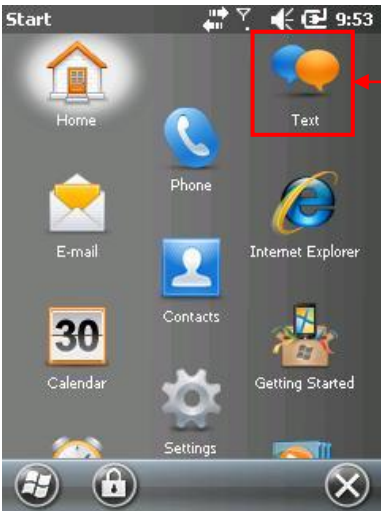 Start 9:53
Home
Text
Phone
E-mail
Internet Explorer
Contacts
30
Calendar
Getting Started
Settings